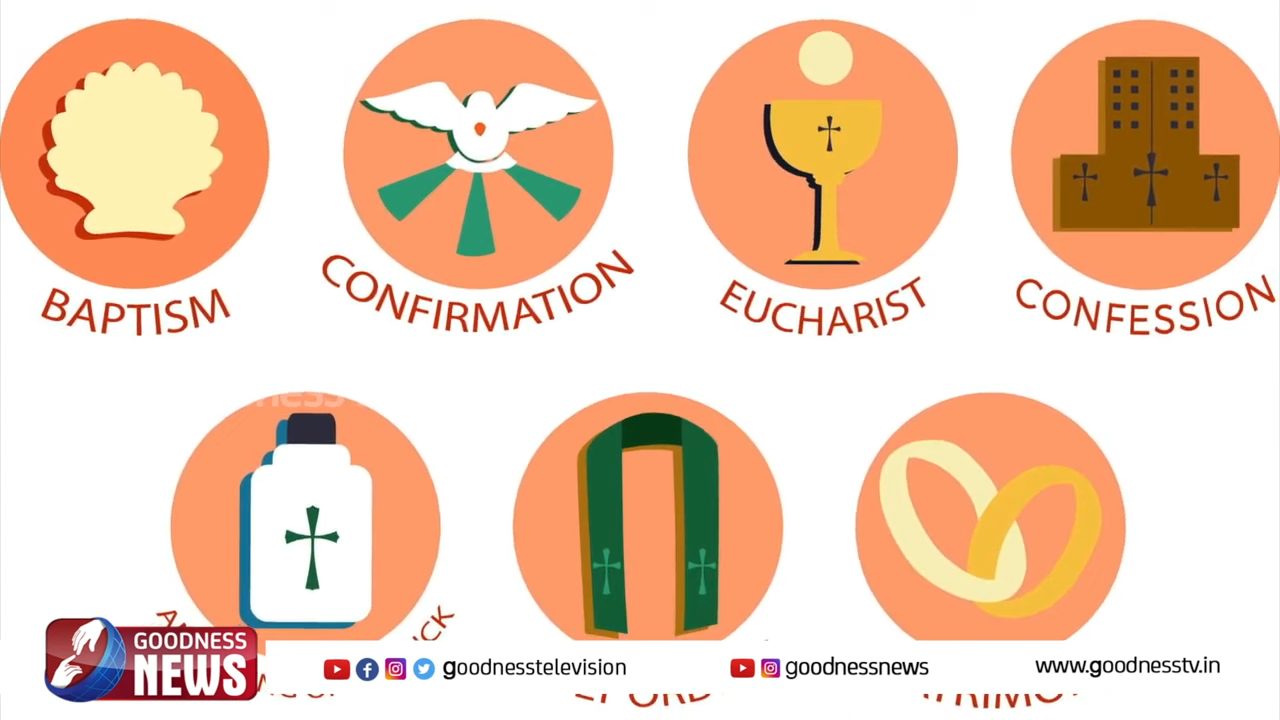 BAPTISM
CONFIRMATION
EUCHARIST
CONFESSION
GOODNESS
NEWS
goodnesstelevision
goodnessnews
www.goodnesstv.in